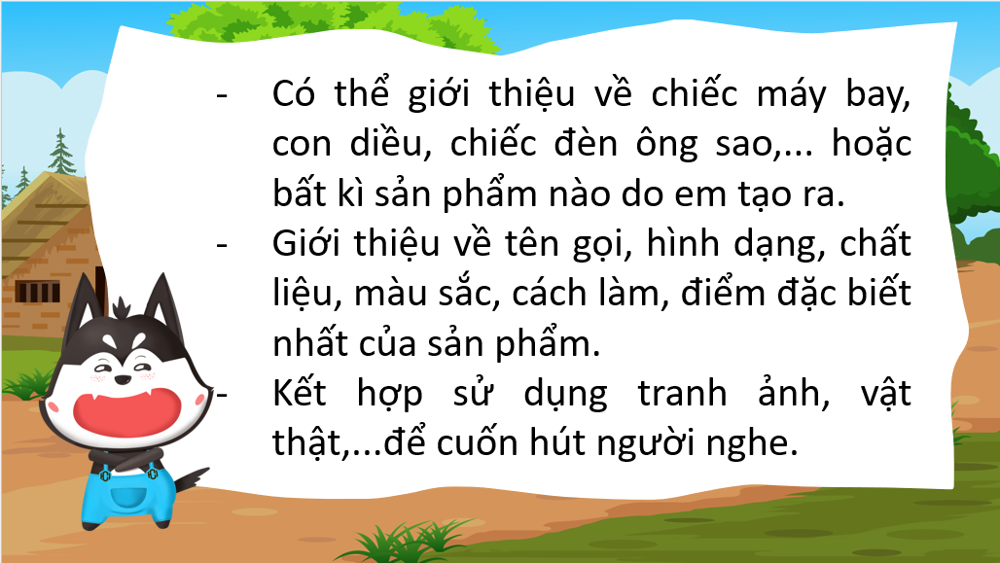 - Có thể giới thiệu về chiếc máy bay,
con diều, chiếc đèn ông sao,... hoặc
bất kì sản phẩm nào do em tạo ra.
- Giới thiệu về tên gọi, hình dạng, chất
liệu, màu sắc, cách làm, điểm đặc biết
nhất của sản phẩm.
- Kết hợp sử dụng tranh ảnh, vật
thật,...để cuốn hút người nghe.